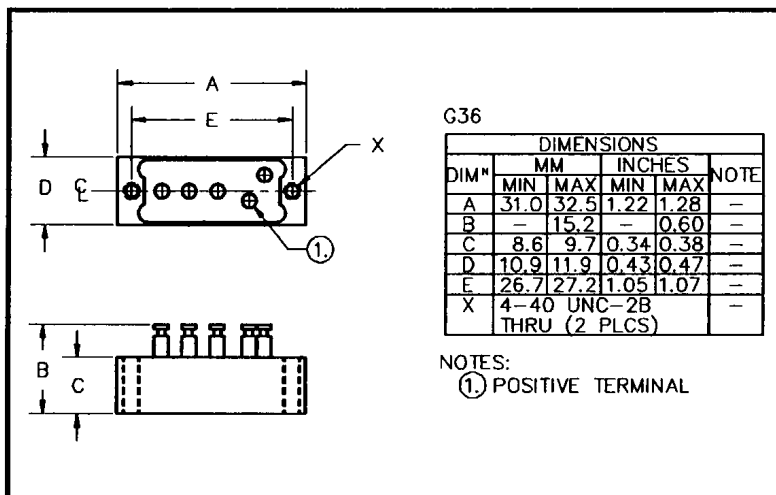 A
E
X
D
℄
①.
B
C
G36
DIMENSIONS
DIM" MM INCHES NOTE
MIN MAX MIN MAX
A 31.0 32.5 1.22 1.28 –
B – 15.2 – 0.60 –
C 8.6 9.7 0.34 0.38 –
D 10.9 11.9 0.43 0.47 –
E 26.7 27.2 1.05 1.07 –
X 4-40 UNC-2B –
THRU (2 PLCS)
NOTES:
①. POSITIVE TERMINAL